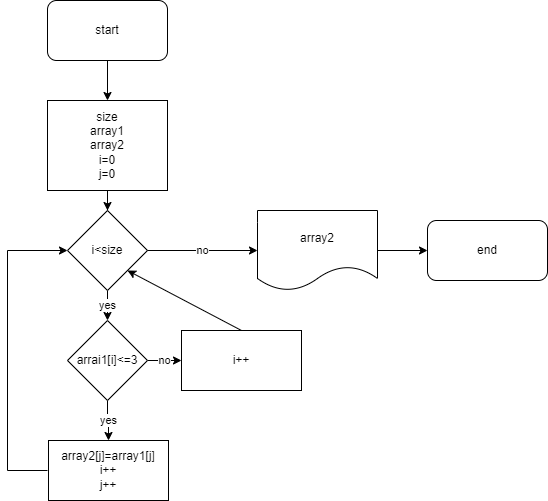 start
size
array1
array2
i=0
j=0
i<size
no
array2
end
yes
arrai1[i]<=3
no
i++
yes
array2[j]=array1[j]
i++
j++